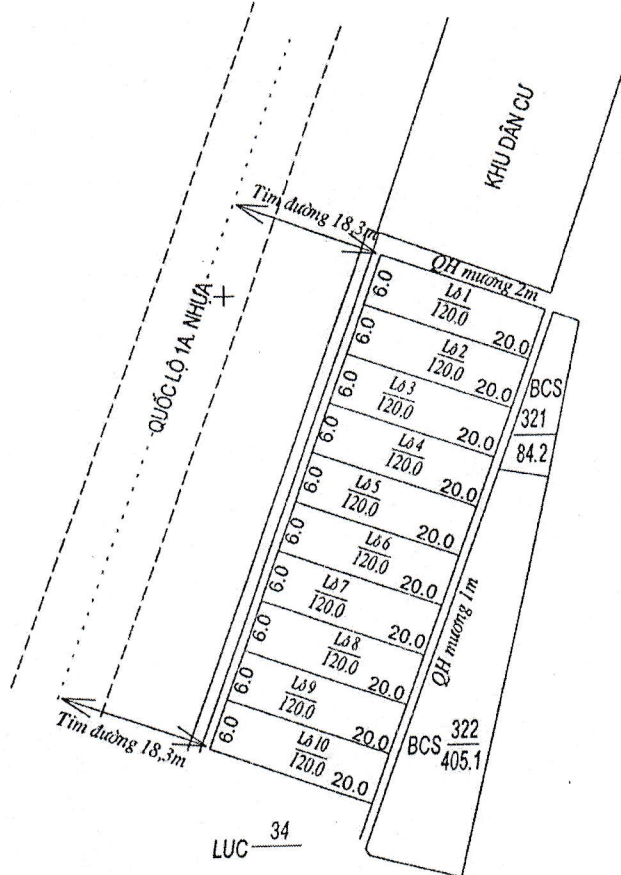 KHU DÂN CƯ
Tim đường 18,3m
QH mương 2m
QUỐC LỘ 1A. NHỰA
6.0
Lô 1
120.0
20.0
6.0
Lô 2
120.0
20.0
6.0
Lô 3
120.0
20.0
6.0
Lô 4
120.0
20.0
6.0
Lô 5
120.0
20.0
6.0
Lô 6
120.0
20.0
6.0
Lô 7
120.0
20.0
6.0
Lô 8
120.0
20.0
6.0
Lô 9
120.0
20.0
6.0
Lô 10
120.0
20.0
BCS
321
84.2
QH mương 1m
BCS 322
405.1
Tim đường 18,3m
LUC 34